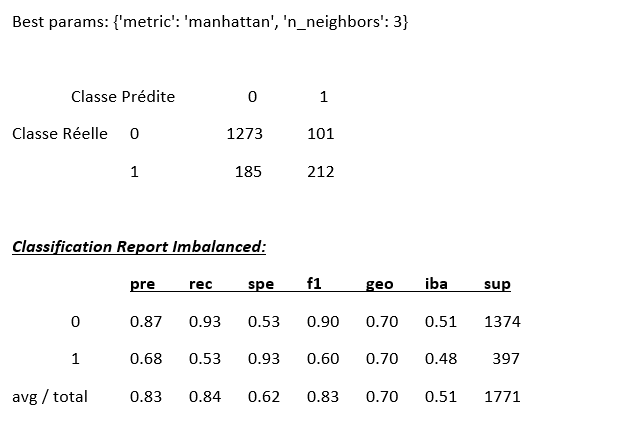 Best params: {'metric': 'manhattan', 'n_neighbors': 3}
Classe Prédite 0 1
Classe Réelle 0 1273 101
1 185 212
Classification Report Imbalanced:
pre rec spe f1 geo iba sup
0 0.87 0.93 0.53 0.90 0.70 0.51 1374
1 0.68 0.53 0.93 0.60 0.70 0.48 397
avg / total 0.83 0.84 0.62 0.83 0.70 0.51 1771